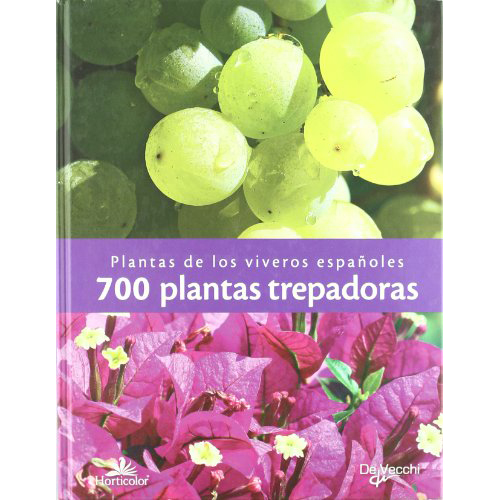 Plantas de los viveros españoles
700 plantas trepadoras
Horticolor
De Vecchi